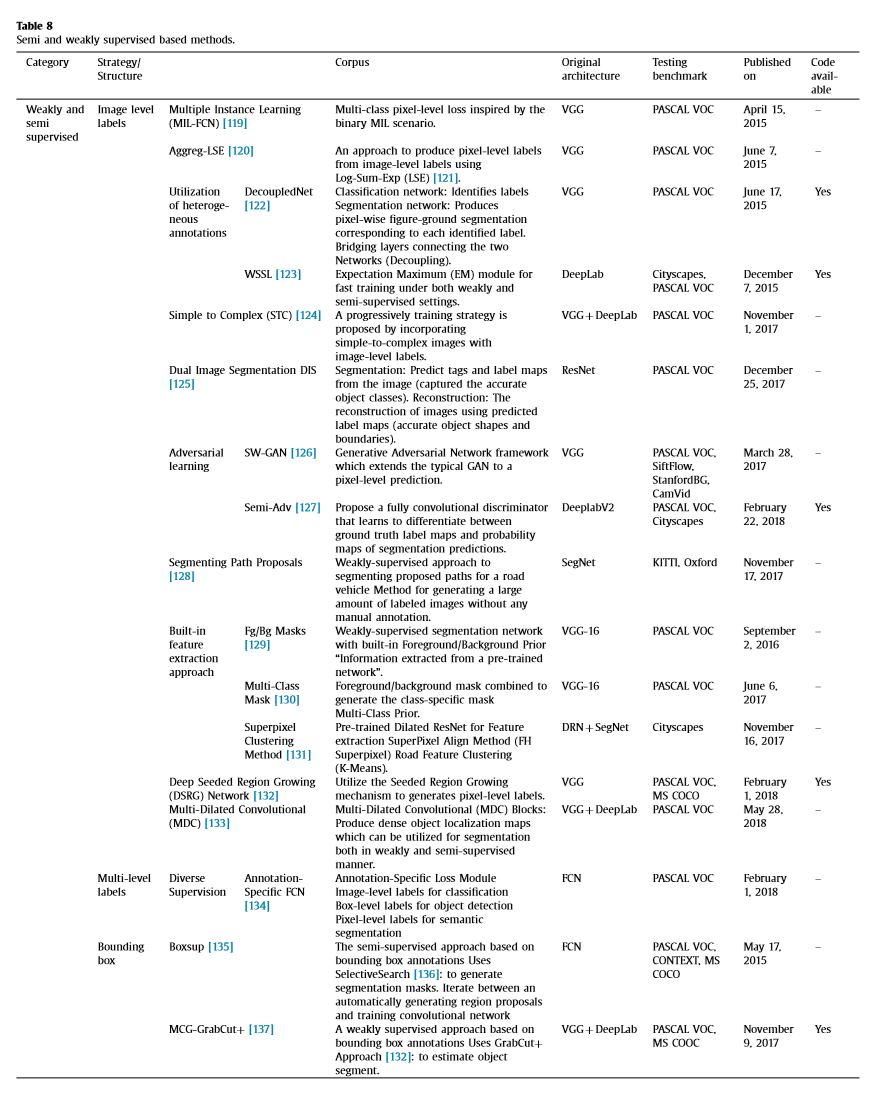 Table 8
Semi and weakly supervised based methods.
Category Strategy/ Corpus Original Testing Published Code
Structure architecture benchmark on avail-
able
Weakly and Image level Multiple Instance Learning Multi-class pixel-level loss inspired by the VGG PASCAL VOC April 15, –
semi labels (MIL-FCN) [119] binary MIL scenario. 2015
supervised
Aggreg-LSE [120] An approach to produce pixel-level labels VGG PASCAL VOC June 7, –
from image-level labels using 2015
Log-Sum-Exp (LSE) [121].
Utilization DecoupledNet Classification network: Identifies labels VGG PASCAL VOC June 17, Yes
of heteroge- [122] Segmentation network: Produces 2015
neous pixel-wise figure-ground segmentation
annotations corresponding to each identified label.
Bridging layers connecting the two
Networks (Decoupling).
WSSL [123] Expectation Maximum (EM) module for DeepLab Cityscapes, December Yes
fast training under both weakly and PASCAL VOC 7, 2015
semi-supervised settings.
Simple to Complex (STC) [124] A progressively training strategy is VGG + DeepLab PASCAL VOC November –
proposed by incorporating 1, 2017
simple-to-complex images with
image-level labels.
Dual Image Segmentation DIS Segmentation: Predict tags and label maps ResNet PASCAL VOC December –
[125] from the image (captured the accurate 25, 2017
object classes). Reconstruction: The
reconstruction of images using predicted
label maps (accurate object shapes and
boundaries).
Adversarial SW-GAN [126] Generative Adversarial Network framework VGG PASCAL VOC, March 28, –
learning which extends the typical GAN to a SiftFlow, 2017
pixel-level prediction. StanfordBG,
CamVid
Semi-Adv [127] Propose a fully convolutional discriminator DeeplabV2 PASCAL VOC, February Yes
that learns to differentiate between Cityscapes 22, 2018
ground truth label maps and probability
maps of segmentation predictions.
Segmenting Path Proposals Weakly-supervised approach to SegNet KITTI, Oxford November –
[128] segmenting proposed paths for a road 17, 2017
vehicle Method for generating a large
amount of labeled images without any
manual annotation.
Built-in Fg/Bg Masks Weakly-supervised segmentation network VGG-16 PASCAL VOC September –
feature [129] with built-in Foreground/Background Prior 2, 2016
extraction “Information extracted from a pre-trained
approach network”.
Multi-Class Foreground/background mask combined to VGG-16 PASCAL VOC June 6, –
Mask [130] generate the class-specific mask 2017
Multi-Class Prior.
Superpixel Pre-trained Dilated ResNet for Feature DRN + SegNet Cityscapes November –
Clustering extraction SuperPixel Align Method (FH 16, 2017
Method [131] Superpixel) Road Feature Clustering
(K-Means).
Deep Seeded Region Growing Utilize the Seeded Region Growing VGG PASCAL VOC, February Yes
(DSRG) Network [132] mechanism to generates pixel-level labels. MS COCO 1, 2018
Multi-Dilated Convolutional Multi-Dilated Convolutional (MDC) Blocks: VGG + DeepLab PASCAL VOC May 28, –
(MDC) [133] Produce dense object localization maps 2018
which can be utilized for segmentation
both in weakly and semi-supervised
manner.
Multi-level Diverse Annotation- Annotation-Specific Loss Module FCN PASCAL VOC February –
labels Supervision Specific FCN Image-level labels for classification 1, 2018
[134] Box-level labels for object detection
Pixel-level labels for semantic
segmentation
Bounding Boxsup [135] The semi-supervised approach based on FCN PASCAL VOC, May 17, –
box bounding box annotations Uses CONTEXT, MS 2015
SelectiveSearch [136]: to generate COCO
segmentation masks. Iterate between an
automatically generating region proposals
and training convolutional network
MCG-GrabCut+ [137] A weakly supervised approach based on VGG + DeepLab PASCAL VOC, November Yes
bounding box annotations Uses GrabCut+ MS COOC 9, 2017
Approach [132]: to estimate object
segment.